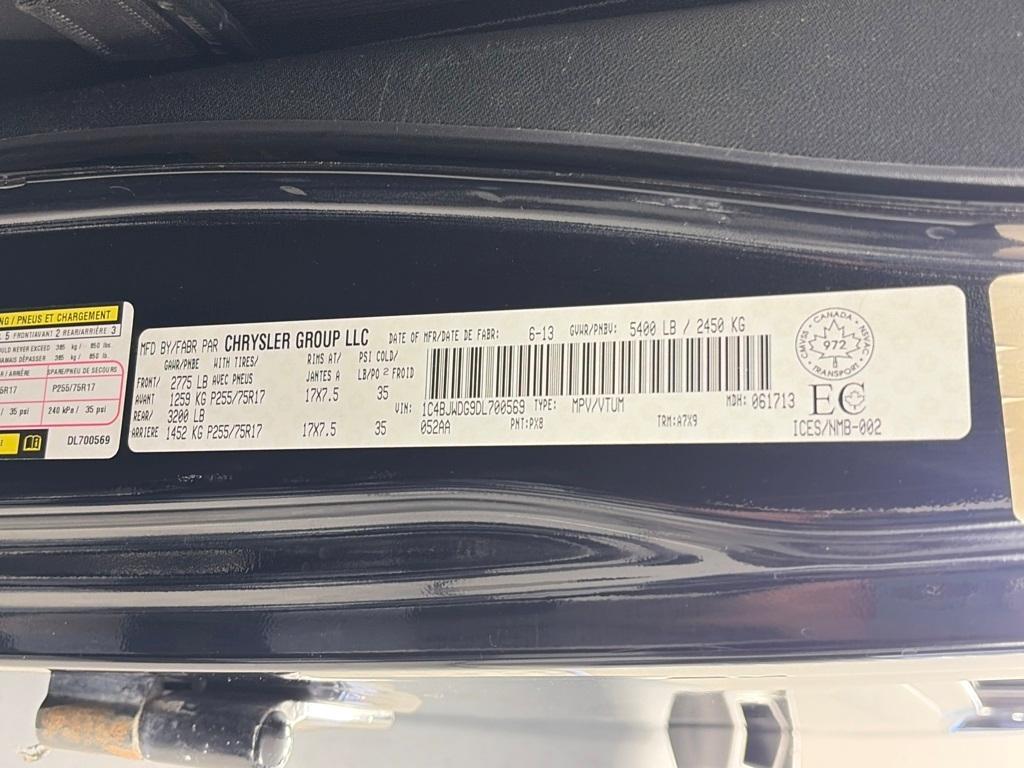 NG / PNEUS ET CHARGEMENT
5 FRONT/AVANT 2 REAR/ARRIÈRE 3
OULD NEVER EXCEED 385 kg / 850 lbs.
JAMAIS DÉPASSER 385 kg / 850 lb.
/ ARRIÈRE SPARE/PNEU DE SECOURS
5R17 P255/75R17
/ 35 psi 240 kPa / 35 psi
DL700569
MFD BY/FABR PAR CHRYSLER GROUP LLC DATE OF MFR/DATE DE FABR: 6-13 GVWR/PNBV: 5400 LB / 2450 KG
GAWR/PNBE WITH TIRES/ RIMS AT/ PSI COLD/
FRONT/ 2775 LB AVEC PNEUS JANTES A LB/PO 2 FROID
AVANT 1259 KG P255/75R17 17X7.5 35
VIN: 1C4BJWDG9DL700569 TYPE: MPV/VTUM MDH: 061713
REAR/ 3200 LB
ARRIERE 1452 KG P255/75R17 17X7.5 35 052AA PNT:PX8 TRM:A7X9
CANADA
972
TRANSPORT
CMVSS
NSVAC
EC
ICES/NMB-002